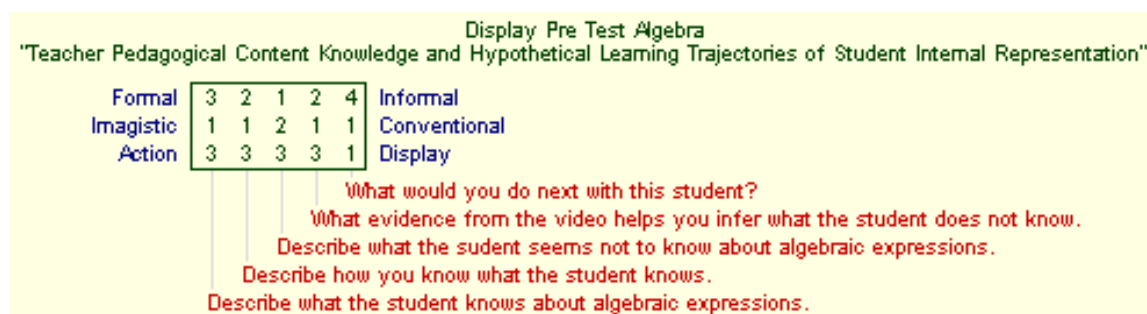 Display Pre Test Algebra
"Teacher Pedagogical Content Knowledge and Hypothetical Learning Trajectories of Student Internal Representation"
Formal 3 2 1 2 4 Informal
Imagistic 1 1 2 1 1 Conventional
Action 3 3 3 3 1 Display
What would you do next with this student?
What evidence from the video helps you infer what the student does not know.
Describe what the sudent seems not to know about algebraic expressions.
Describe how you know what the student knows.
Describe what the student knows about algebraic expressions.